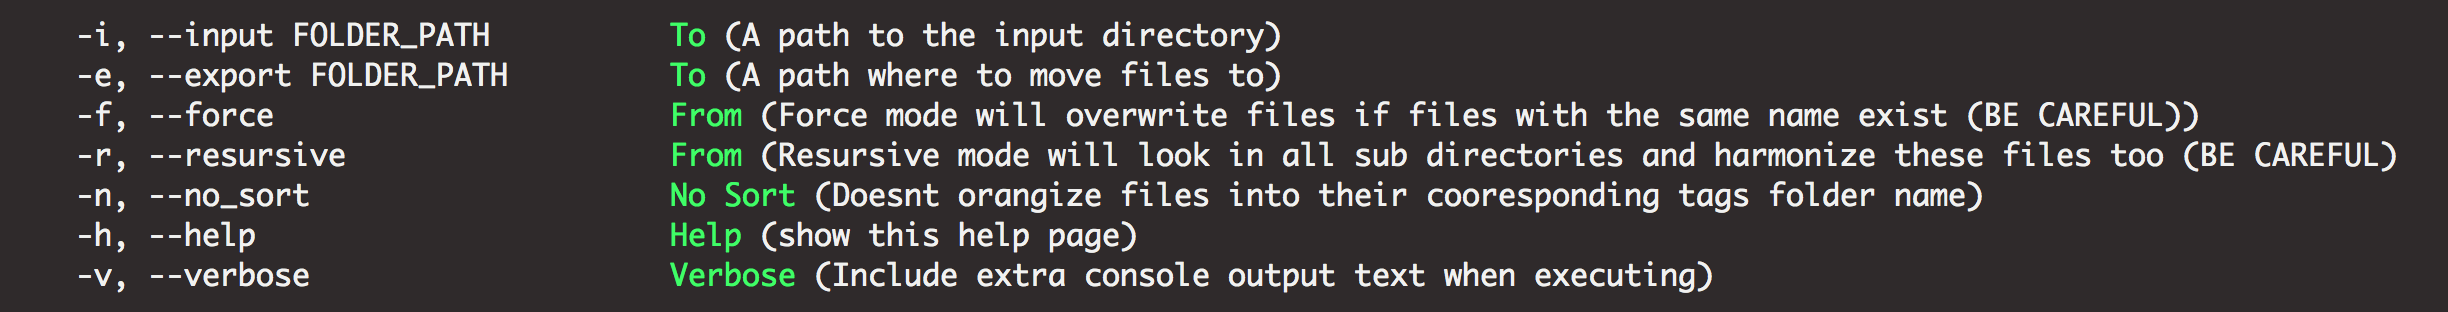 -i, --input FOLDER_PATH To (A path to the input directory)
-e, --export FOLDER_PATH To (A path where to move files to)
-f, --force From (Force mode will overwrite files if files with the same name exist (BE CAREFUL))
-r, --resursive From (Resursive mode will look in all sub directories and harmonize these files too (BE CAREFUL)
-n, --no_sort No Sort (Doesnt orangize files into their cooresponding tags folder name)
-h, --help Help (show this help page)
-v, --verbose Verbose (Include extra console output text when executing)